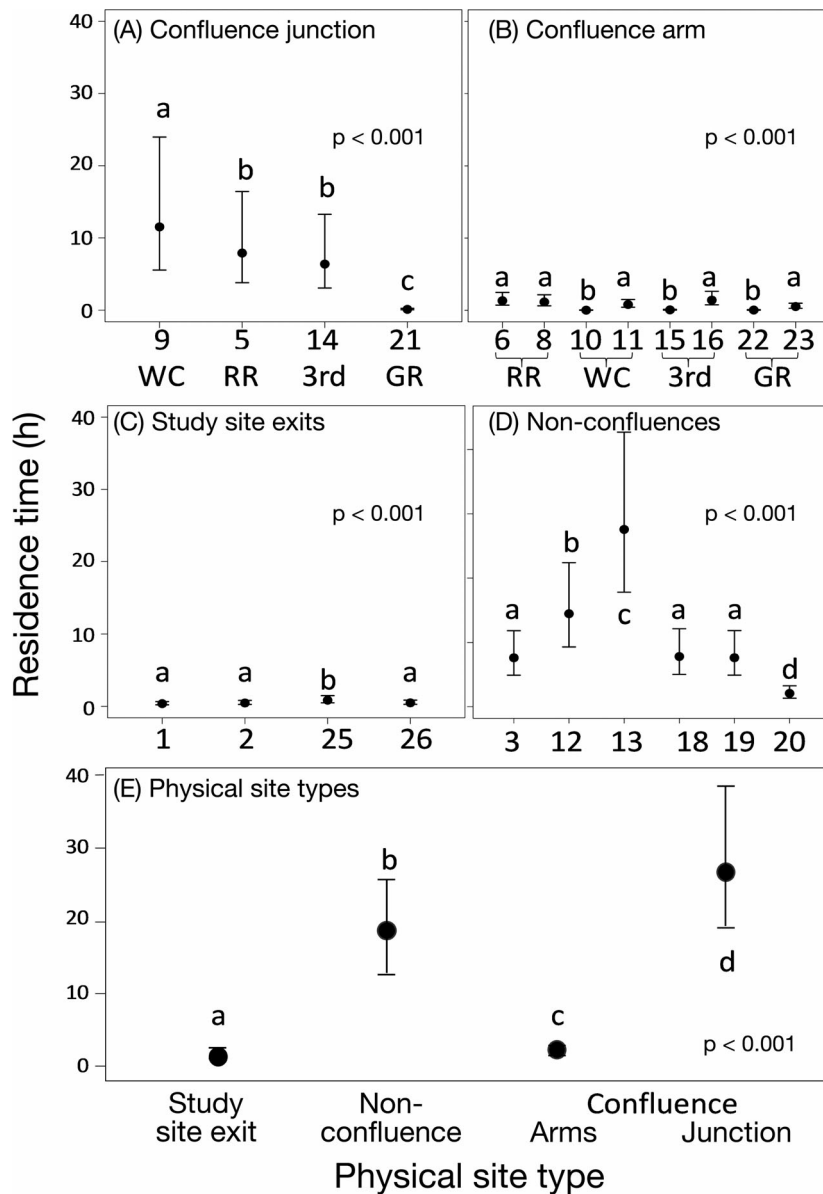 (A) Confluence junction
(B) Confluence arm
40
30
20
10
0
a
b
b
c
p < 0.001
9 5 14 21
WC RR 3rd GR
p < 0.001
a a b a b a b a
6 8 10 11 15 16 22 23
RR WC 3rd GR
(C) Study site exits
(D) Non-confluences
40
30
20
10
0
p < 0.001
a a b a
1 2 25 26
p < 0.001
a b c a a d
3 12 13 18 19 20
Residence time (h)
(E) Physical site types
40
30
20
10
0
a
b
c
d
p < 0.001
Study
site exit
Non-
confluence
Confluence
Arms Junction
Physical site type